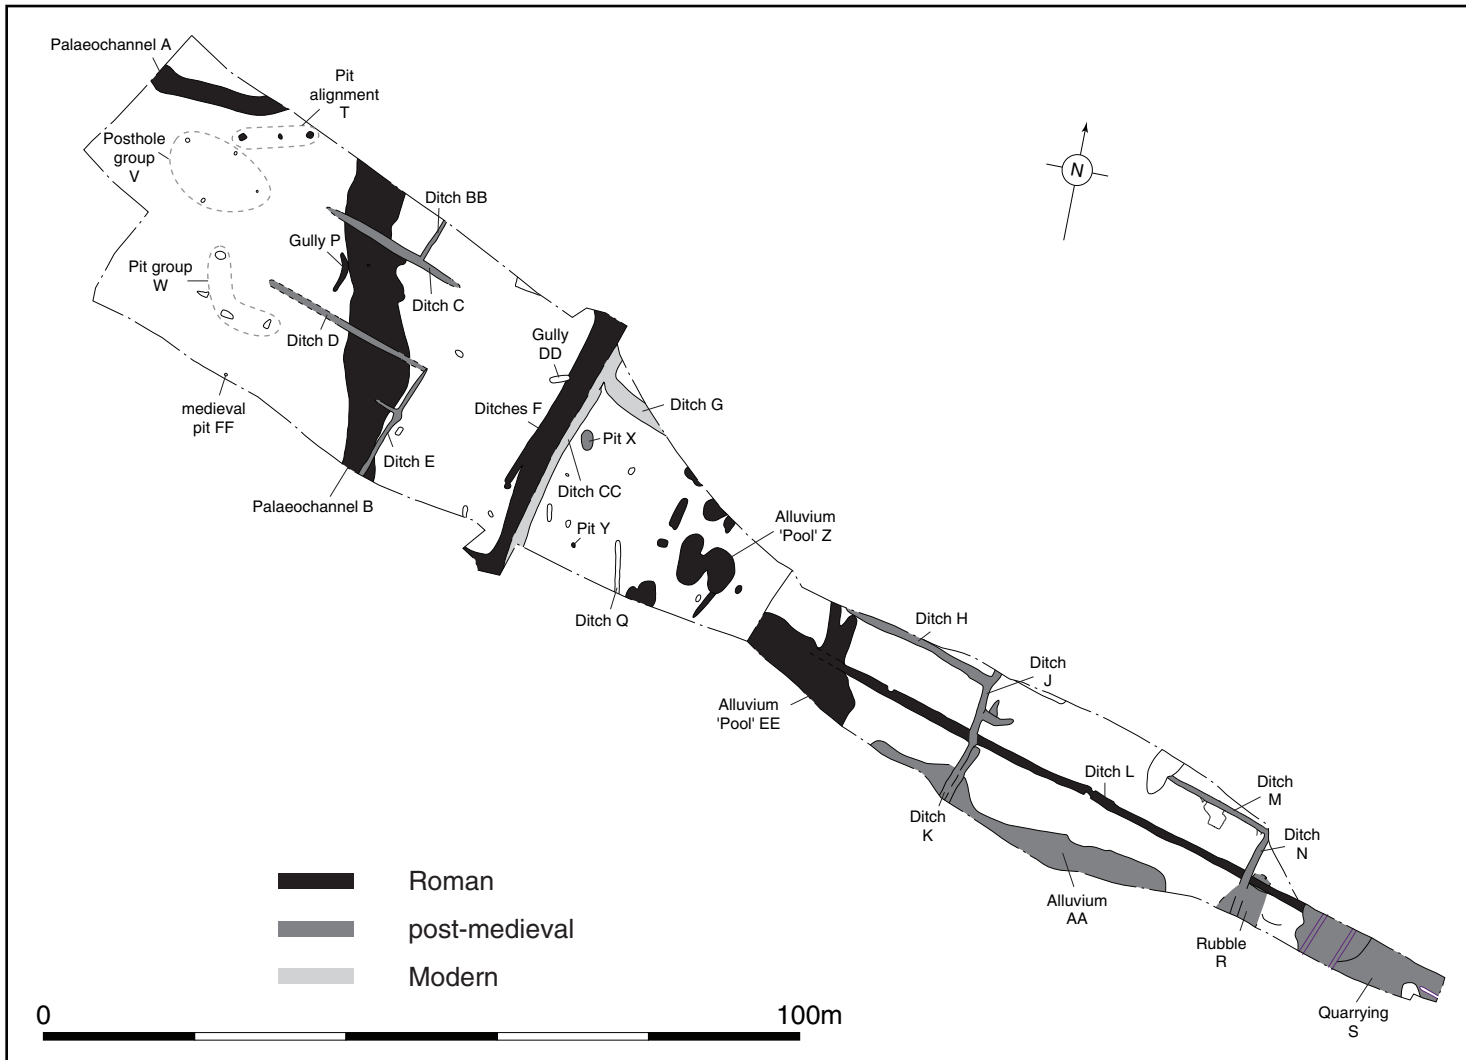 Palaeochannel A
Pit
alignment
T
Posthole
group
V
Ditch BB
Gully P
Pit group
W
Ditch C
Ditch D
Gully
DD
medieval
pit FF
Ditches F
Ditch G
Pit X
Ditch E
Ditch CC
Palaeochannel B
Pit Y
Alluvium
'Pool' Z
Ditch Q
N
Ditch H
Ditch
J
Alluvium
'Pool' EE
Ditch L
Ditch
M
Ditch
K
Ditch
N
Alluvium
AA
Rubble
R
Quarrying
S
Roman
post-medieval
Modern
0
100m